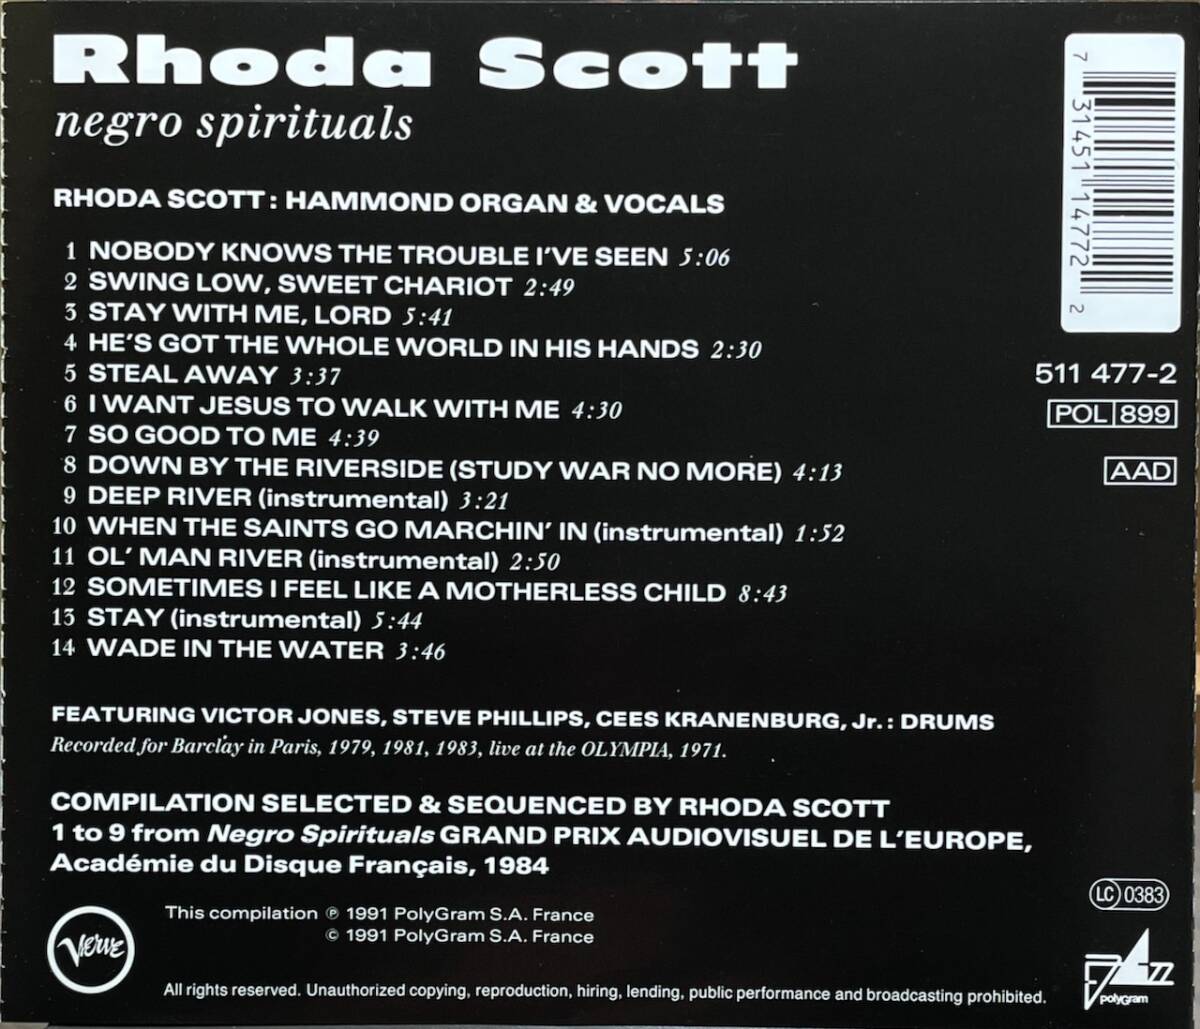 Rhoda Scott
negro spirituals
RHODA SCOTT: HAMMOND ORGAN & VOCALS
1 NOBODY KNOWS THE TROUBLE I'VE SEEN 5:06
2 SWING LOW, SWEET CHARIOT 2:49
3 STAY WITH ME, LORD 5:41
4 HE'S GOT THE WHOLE WORLD IN HIS HANDS 2:30
5 STEAL AWAY 3:37
6 I WANT JESUS TO WALK WITH ME 4:30
7 SO GOOD TO ME 4:39
8 DOWN BY THE RIVERSIDE (STUDY WAR NO MORE) 4:13
9 DEEP RIVER (instrumental) 3:21
10 WHEN THE SAINTS GO MARCHIN' IN (instrumental) 1:52
11 OL' MAN RIVER (instrumental) 2:50
12 SOMETIMES I FEEL LIKE A MOTHERLESS CHILD 8:43
13 STAY (instrumental) 5:44
14 WADE IN THE WATER 3:46
7 31451 14772 2
511 477-2
POL 899
AAD
FEATURING VICTOR JONES, STEVE PHILLIPS, CEES KRANENBURG, Jr.: DRUMS
Recorded for Barclay in Paris, 1979, 1981, 1983, live at the OLYMPIA, 1971.
COMPILATION SELECTED & SEQUENCED BY RHODA SCOTT
1 to 9 from Negro Spirituals GRAND PRIX AUDIOVISUEL DE L'EUROPE,
Académie du Disque Français, 1984
This compilation ℗ 1991 PolyGram S.A. France
© 1991 PolyGram S.A. France
Verve
All rights reserved. Unauthorized copying, reproduction, hiring, lending, public performance and broadcasting prohibited.
LC 0383
JAZZ
polyGram